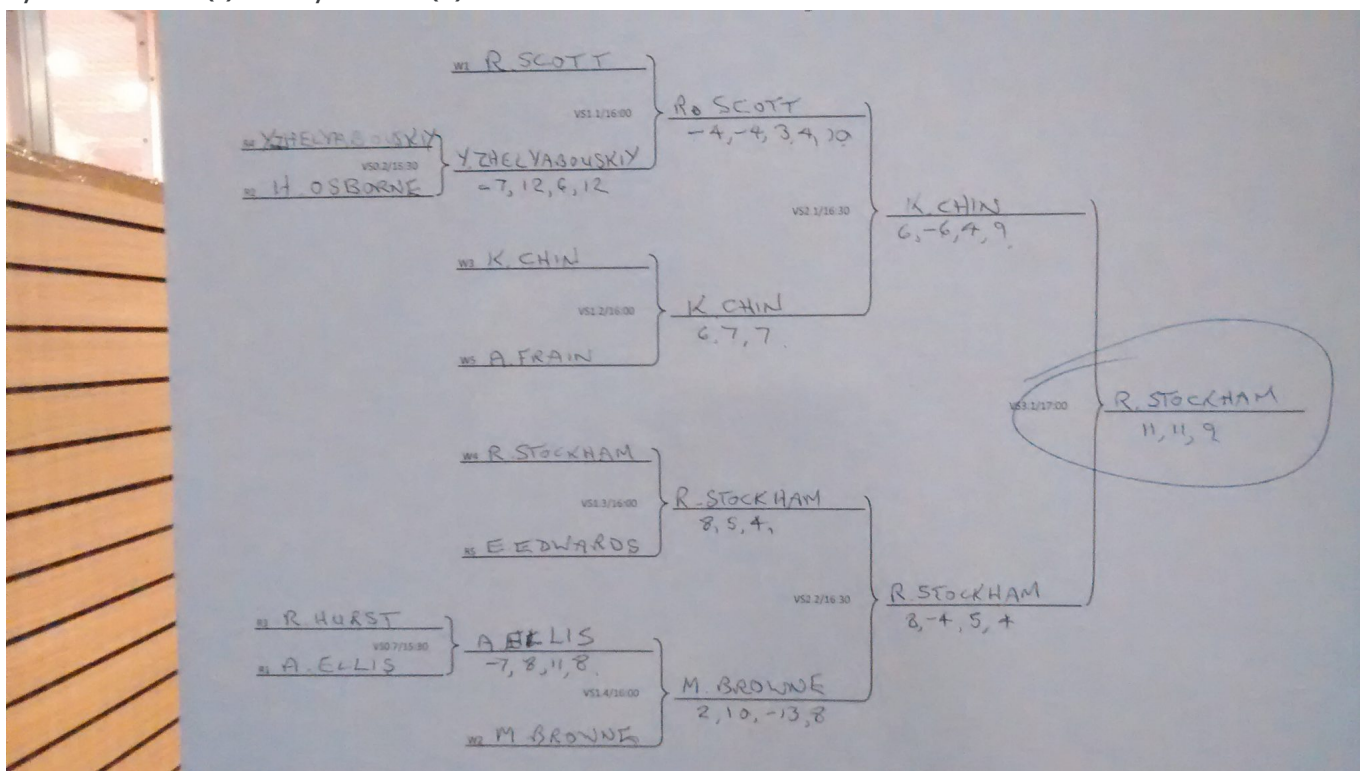 W1 R. SCOTT
VS1.1/16:00
Ro SCOTT
-4, -4, 3, 4, 10
R4 Y.ZHELYABOUSKIY
VS0.2/15:30
Y. ZHELYABOUSKIY
-7, 12, 6, 12
R2 H. OSBORNE
VS2.1/16:30
K. CHIN
6, -6, 4, 9
W3 K. CHIN
VS1.2/16:00
K. CHIN
6, 7, 7
W5 A. FRAIN
VS3.1/17:00
R. STOCKHAM
11, 11, 9
W4 R. STOCKHAM
VS1.3/16:00
R. STOCKHAM
8, 5, 4,
R5 E. EDWARDS
VS2.2/16:30
R. STOCKHAM
8, -4, 5, 4
R3 R. HURST
VS0.7/15:30
A ELLIS
-7, 8, 11, 8
R1 A. ELLIS
VS1.4/16:00
M. BROWNE
2, 10, -13, 8
W2 M BROWNE